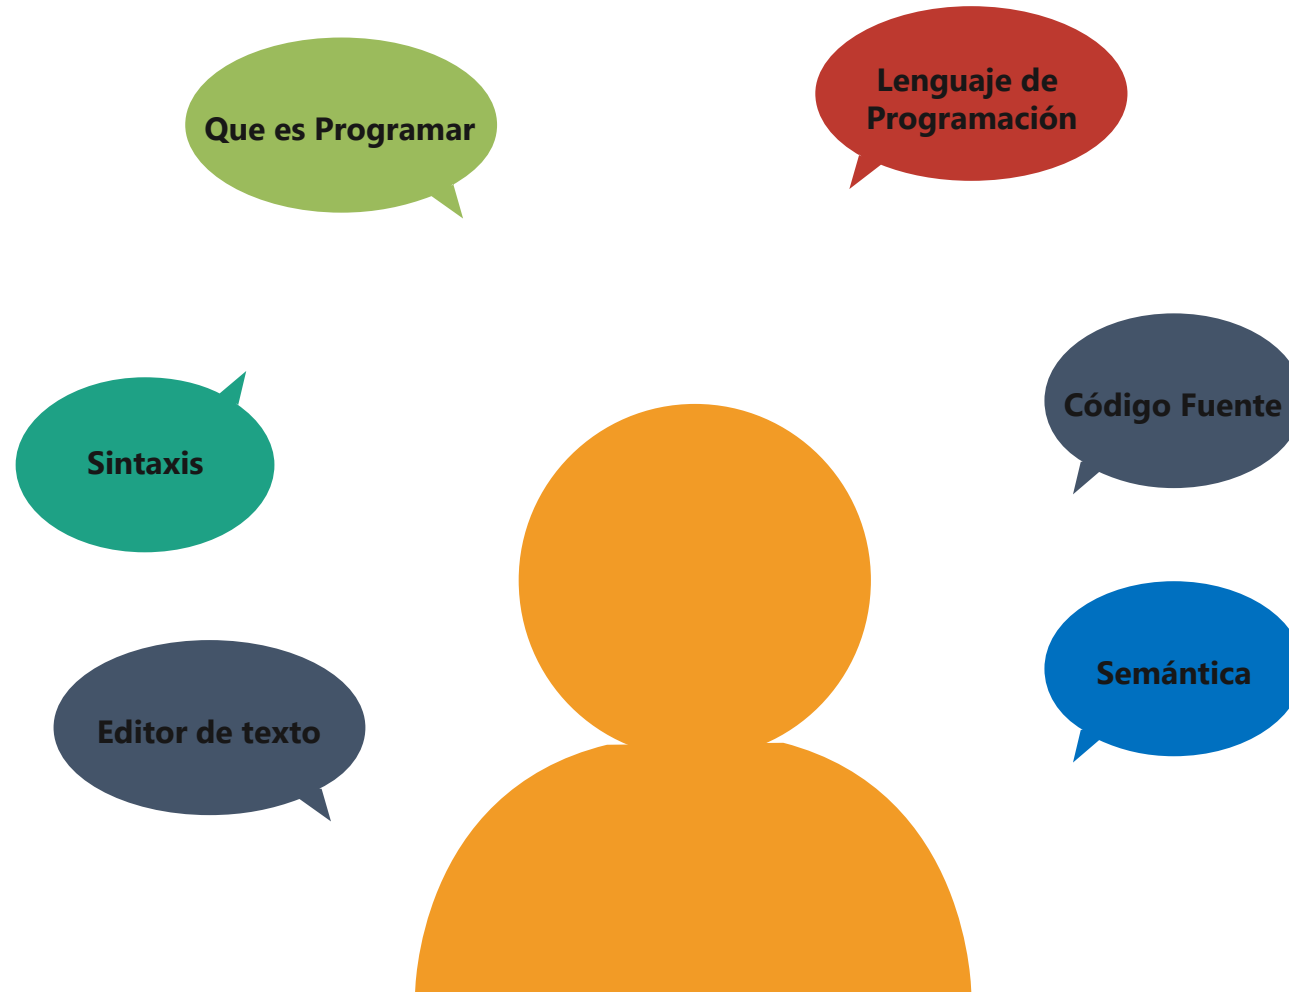 Que es Programar
Lenguaje de
Programación
Sintaxis
Código Fuente
Editor de texto
Semántica